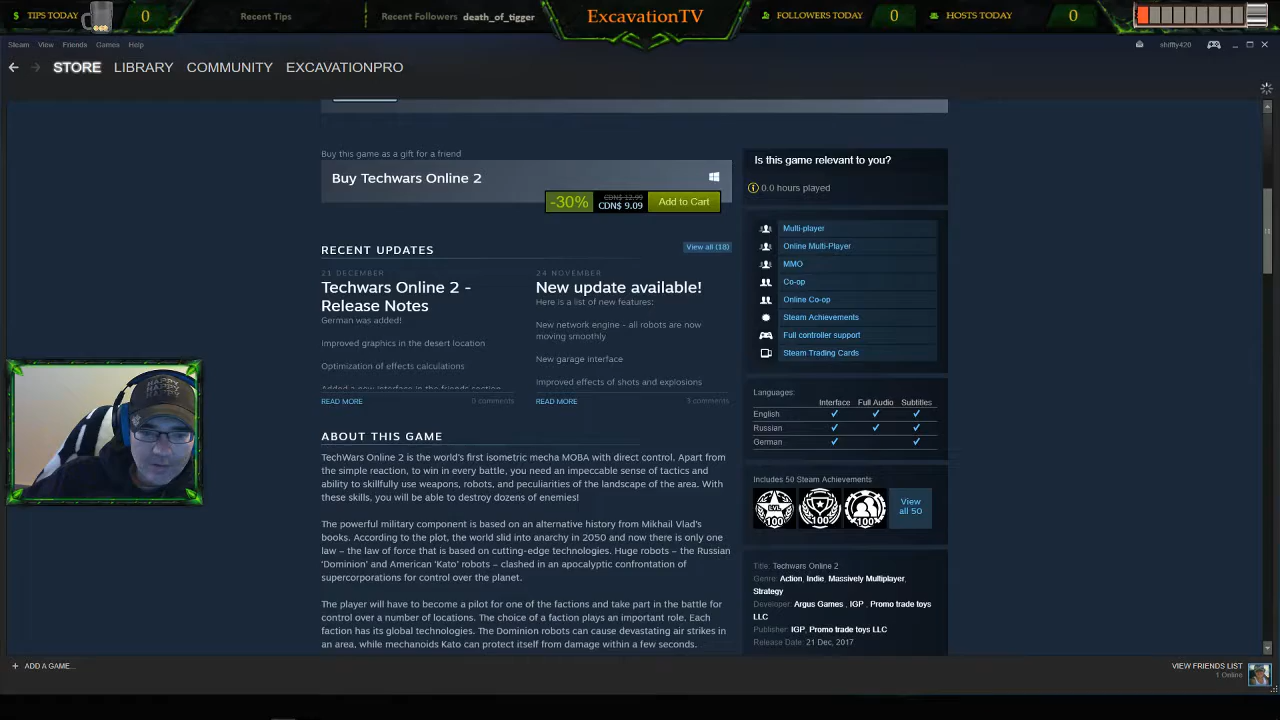 $ TIPS TODAY 0 Recent Tips Recent Followers death_of_tigger ExcavationTV FOLLOWERS TODAY 0 HOSTS TODAY 0
Steam View Friends Games Help shiffty420
STORE LIBRARY COMMUNITY EXCAVATIONPRO
Buy this game as a gift for a friend
Buy Techwars Online 2
-30% CDN$ 12.99 CDN$ 9.09 Add to Cart
RECENT UPDATES View all (18)
21 DECEMBER
Techwars Online 2 -
Release Notes
German was added!
Improved graphics in the desert location
Optimization of effects calculations
Added a new interface in the friends section
READ MORE 0 comments
24 NOVEMBER
New update available!
Here is a list of new features:
New network engine - all robots are now
moving smoothly
New garage interface
Improved effects of shots and explosions
READ MORE 3 comments
ABOUT THIS GAME
TechWars Online 2 is the world's first isometric mecha MOBA with direct control. Apart from
the simple reaction, to win in every battle, you need an impeccable sense of tactics and
ability to skillfully use weapons, robots, and peculiarities of the landscape of the area. With
these skills, you will be able to destroy dozens of enemies!
The powerful military component is based on an alternative history from Mikhail Vlad's
books. According to the plot, the world slid into anarchy in 2050 and now there is only one
law – the law of force that is based on cutting-edge technologies. Huge robots – the Russian
'Dominion' and American 'Kato' robots – clashed in an apocalyptic confrontation of
supercorporations for control over the planet.
The player will have to become a pilot for one of the factions and take part in the battle for
control over a number of locations. The choice of a faction plays an important role. Each
faction has its global technologies. The Dominion robots can cause devastating air strikes in
an area, while mechanoids Kato can protect itself from damage within a few seconds.
Is this game relevant to you?
0.0 hours played
Multi-player
Online Multi-Player
MMO
Co-op
Online Co-op
Steam Achievements
Full controller support
Steam Trading Cards
Languages:
Interface Full Audio Subtitles
English ✓ ✓ ✓
Russian ✓ ✓ ✓
German ✓ ✓
Includes 50 Steam Achievements
LVL 100 100 100 View
all 50
Title: Techwars Online 2
Genre: Action, Indie, Massively Multiplayer,
Strategy
Developer: Argus Games , IGP , Promo trade toys
LLC
Publisher: IGP, Promo trade toys LLC
Release Date: 21 Dec, 2017
+ ADD A GAME... VIEW FRIENDS LIST
1 Online